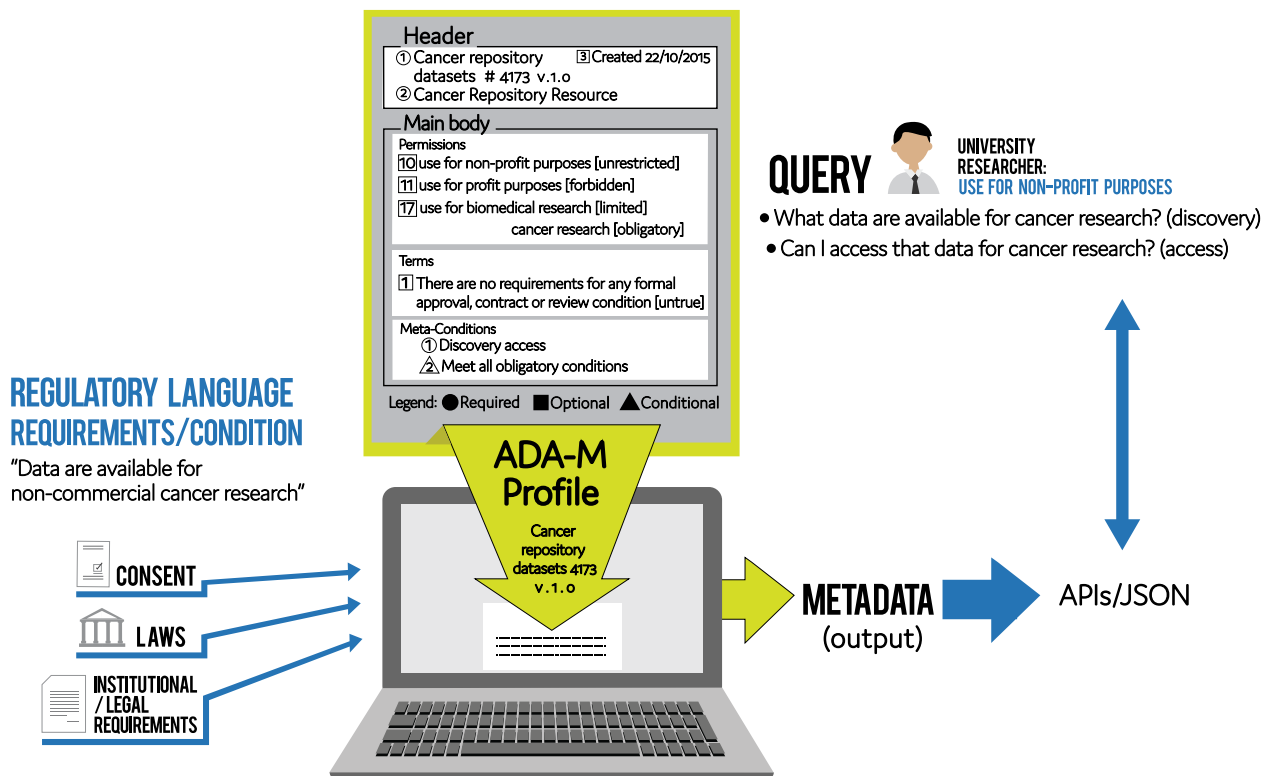 Header
① Cancer repository datasets # 4173 v.1.0
3 Created 22/10/2015
② Cancer Repository Resource
Main body
Permissions
10 use for non-profit purposes [unrestricted]
11 use for profit purposes [forbidden]
17 use for biomedical research [limited]
cancer research [obligatory]
Terms
1 There are no requirements for any formal
approval, contract or review condition [untrue]
Meta-Conditions
① Discovery access
2 Meet all obligatory conditions
Legend: Required Optional Conditional
QUERY
UNIVERSITY
RESEARCHER:
USE FOR NON-PROFIT PURPOSES
• What data are available for cancer research? (discovery)
• Can I access that data for cancer research? (access)
REGULATORY LANGUAGE
REQUIREMENTS/CONDITION
"Data are available for
non-commercial cancer research"
CONSENT
LAWS
INSTITUTIONAL
/ LEGAL
REQUIREMENTS
ADA-M
Profile
Cancer
repository
datasets 4173
v.1.0
METADATA
(output)
APIs/JSON